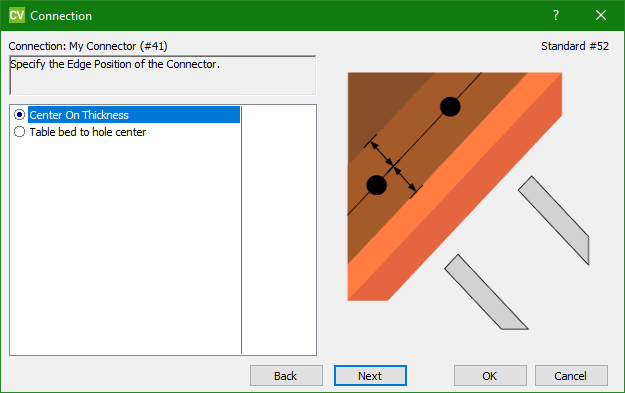 CV Connection
Connection: My Connector (#41)
Standard #52
Specify the Edge Position of the Connector.
Center On Thickness
Table bed to hole center
Back
Next
OK
Cancel